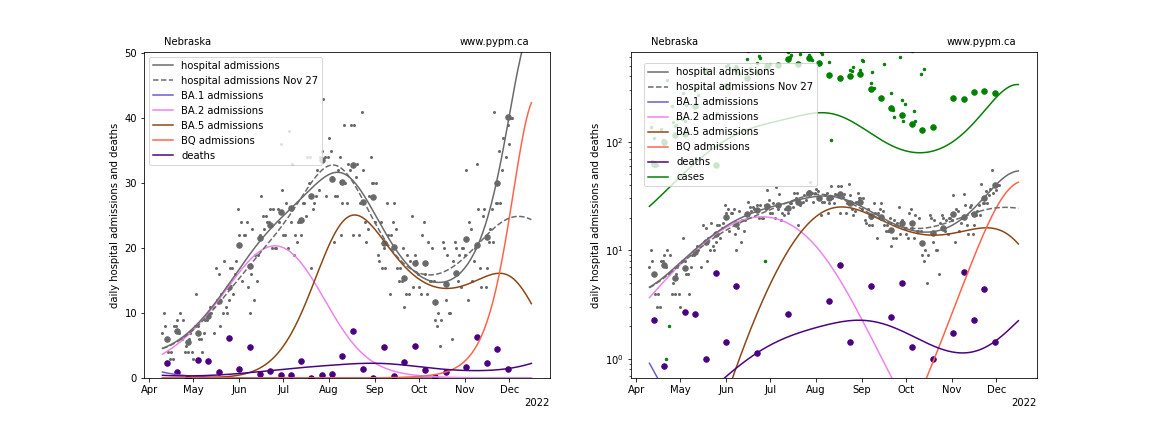 Nebraska www.pypm.ca
50
40
30
20
10
0
daily hospital admissions and deaths
hospital admissions
hospital admissions Nov 27
BA.1 admissions
BA.2 admissions
BA.5 admissions
BQ admissions
deaths
Apr May Jun Jul Aug Sep Oct Nov Dec
2022
Nebraska www.pypm.ca
10²
10¹
10⁰
daily hospital admissions and deaths
hospital admissions
hospital admissions Nov 27
BA.1 admissions
BA.2 admissions
BA.5 admissions
BQ admissions
deaths
cases
Apr May Jun Jul Aug Sep Oct Nov Dec
2022